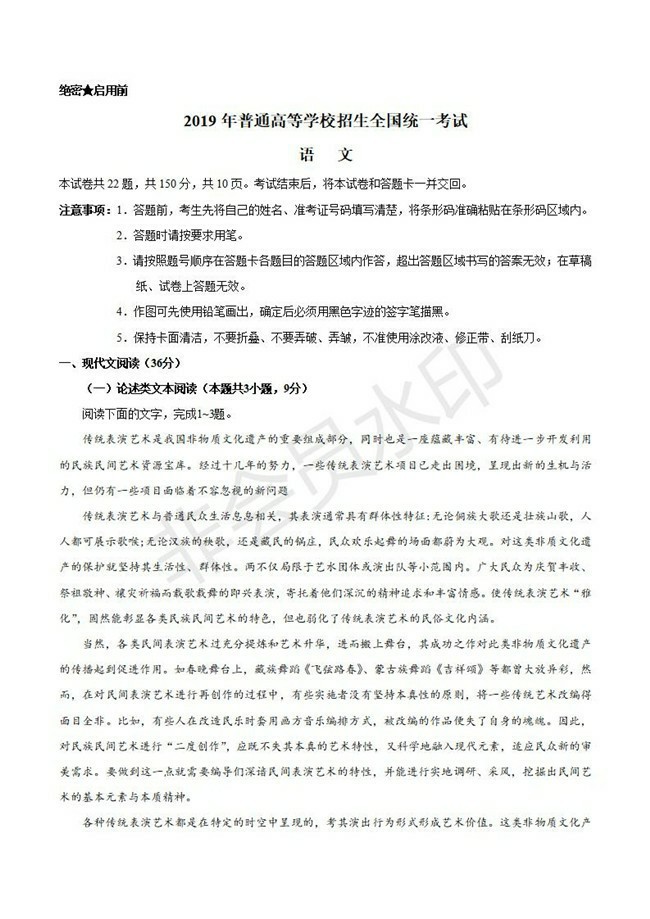 绝密★启用前
2019 年普通高等学校招生全国统一考试
语 文
本试卷共 22 题，共 150 分，共 10 页。考试结束后，将本试卷和答题卡一并交回。
注意事项：1．答题前，考生先将自己的姓名、准考证号码填写清楚，将条形码准确粘贴在条形码区域内。
2．答题时请按要求用笔。
3．请按照题号顺序在答题卡各题目的答题区域内作答，超出答题区域书写的答案无效；在草稿
纸、试卷上答题无效。
4．作图可先使用铅笔画出，确定后必须用黑色字迹的签字笔描黑。
5．保持卡面清洁，不要折叠、不要弄破、弄皱，不准使用涂改液、修正带、刮纸刀。
一、现代文阅读（36分）
（一）论述类文本阅读（本题共3小题，9分）
阅读下面的文字，完成1~3题。
传统表演艺术是我国非物质文化遗产的重要组成部分，同时也是一座蕴藏丰富、有待进一步开发利用
的民族民间艺术资源宝库。经过十几年的努力，一些传统表演艺术项目已走出困境，呈现出新的生机与活
力，但仍有一些项目面临着不容忽视的新问题
传统表演艺术与普通民众生活息息相关，其表演通常具有群体性特征:无论侗族大歌还是壮族山歌，人
人都可展示歌喉;无论汉族的秧歌，还是藏民的锅庄，民众欢乐起舞的场面都蔚为大观。对这类非质文化遗
产的保护就坚持其生活性、群体性。两不仅局限于艺水团体或演出队等小范围内。广大民众为庆贺丰收、
祭祖敬神、禳灾祈福而载歌载舞的即兴表演，寄托着他们深沉的精神追求和丰富情感。使传统表演艺术“雅
化”，固然能彰显各类民族民间艺术的特色，但也弱化了传统表演艺术的民俗文化内涵。
当然，各类民间表演艺术过充分提炼和艺术升华，进而搬上舞台，其成功之作对此类非物质文化遗产
的传播起到促进作用。如春晚舞台上，藏族舞蹈《飞弦路春》、蒙古族舞蹈《吉祥颂》等都曾大放异彩，然
而，在对民间表演艺术进行再创作的过程中，有些实施者没有坚持本真性的原则，将一些传统艺术改编得
面目全非。比如，有些人在改造民乐时套用画方音乐编排方式，被改编的作品便失了自身的魂魄。因此，
对民族民间艺术进行“二度创作”，应既不失其本真的艺术特性，又科学地融入现代元素，适应民众新的审
美需求。要做到这一点就需要编导们深谙民间表演艺术的特性，并能进行实地调研、采风，挖掘出民间艺
术的基本元素与本质精神。
各种传统表演艺术都是在特定的时空中呈现的，考其演出行为形式形成艺术价值。这类非物质文化产
非会员水印